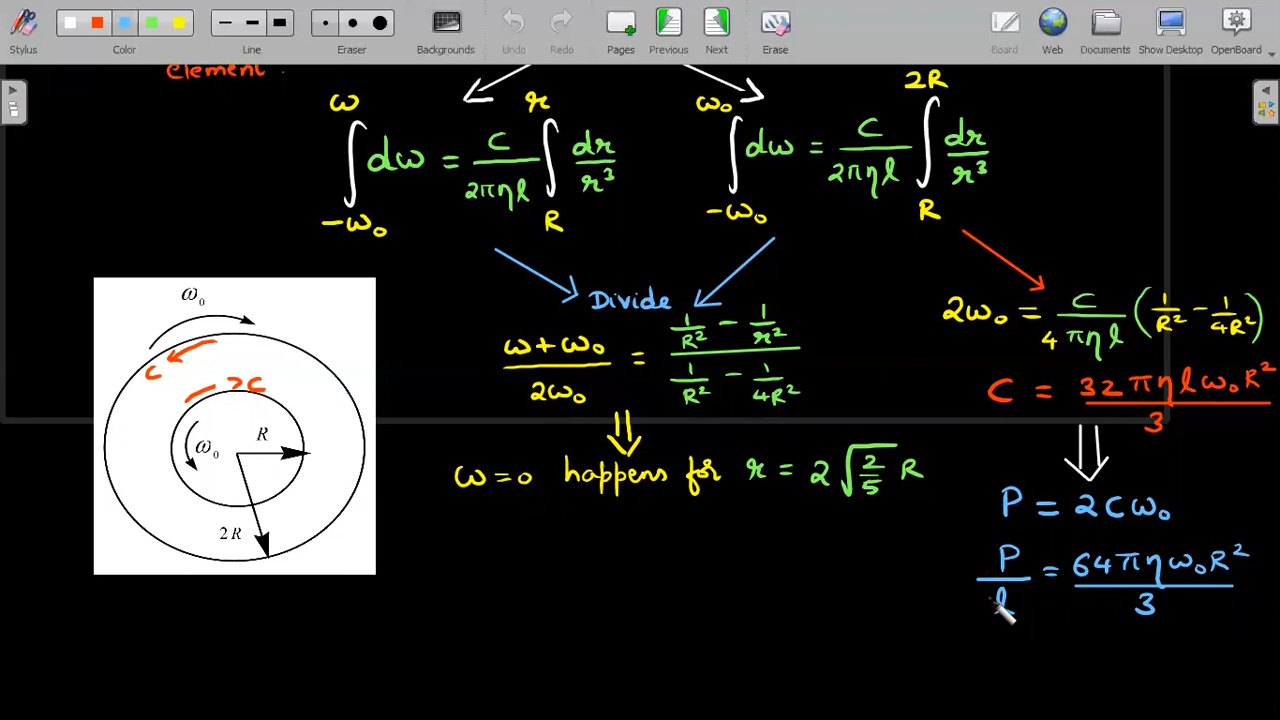 Stylus Color Line Eraser Backgrounds Undo Redo Pages Previous Next Erase Board Web Documents Show Desktop OpenBoard
element.
∫_{-ω₀}^{ω} dω = C/(2πηl) ∫_{R}^{r} dr/r³
∫_{-ω₀}^{ω₀} dω = C/(2πηl) ∫_{R}^{2R} dr/r³
Divide
(ω + ω₀)/(2ω₀) = (1/R² − 1/r²)/(1/R² − 1/4R²)
2ω₀ = C/(4πηl) (1/R² − 1/4R²)
C = 32πηlω₀R²/3
ω = 0 happens for r = 2√(2/5) R
P = 2Cω₀
P/l = 64πηω₀R²/3
ω₀
C
C
ω₀
R
2R